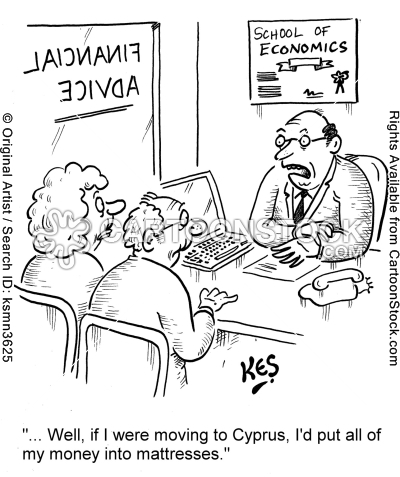 FINANCIAL
ADVICE
SCHOOL OF
ECONOMICS
© Original Artist / Search ID: ksmn3625
Rights Available from CartoonStock.com
CARTOONSTOCK
.com
KES
"... Well, if I were moving to Cyprus, I'd put all of
my money into mattresses."